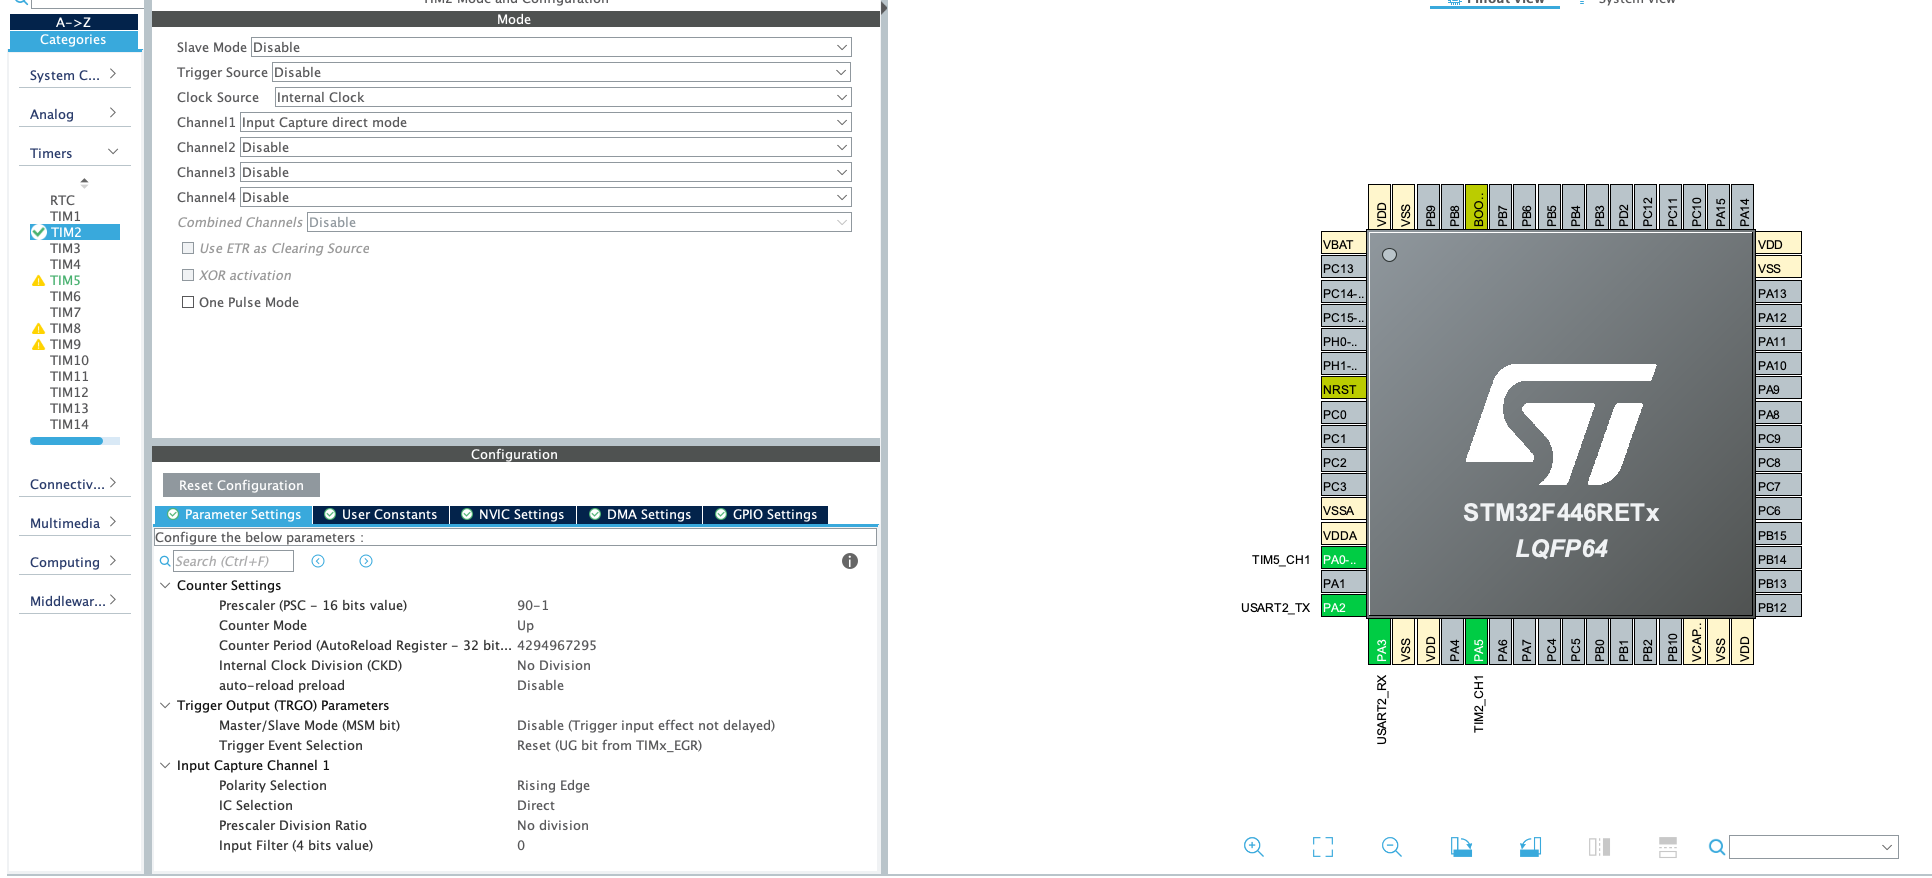 TIM2 Mode and Configuration
Pinout view
System view
A->Z
Categories
System C...
Analog
Timers
RTC
TIM1
TIM2
TIM3
TIM4
TIM5
TIM6
TIM7
TIM8
TIM9
TIM10
TIM11
TIM12
TIM13
TIM14
Connectiv...
Multimedia
Computing
Middlewar...
Mode
Slave Mode Disable
Trigger Source Disable
Clock Source Internal Clock
Channel1 Input Capture direct mode
Channel2 Disable
Channel3 Disable
Channel4 Disable
Combined Channels Disable
Use ETR as Clearing Source
XOR activation
One Pulse Mode
Configuration
Reset Configuration
Parameter Settings User Constants NVIC Settings DMA Settings GPIO Settings
Configure the below parameters :
Search (Ctrl+F)
Counter Settings
Prescaler (PSC - 16 bits value) 90-1
Counter Mode Up
Counter Period (AutoReload Register - 32 bit... 4294967295
Internal Clock Division (CKD) No Division
auto-reload preload Disable
Trigger Output (TRGO) Parameters
Master/Slave Mode (MSM bit) Disable (Trigger input effect not delayed)
Trigger Event Selection Reset (UG bit from TIMx_EGR)
Input Capture Channel 1
Polarity Selection Rising Edge
IC Selection Direct
Prescaler Division Ratio No division
Input Filter (4 bits value) 0
VDD
VSS
PB9
PB8
BOO..
PB7
PB6
PB5
PB4
PB3
PD2
PC12
PC11
PC10
PA15
PA14
VBAT
PC13
PC14-..
PC15-..
PH0-..
PH1-..
NRST
PC0
PC1
PC2
PC3
VSSA
VDDA
TIM5_CH1 PA0-..
PA1
USART2_TX PA2
ST
STM32F446RETx
LQFP64
VDD
VSS
PA13
PA12
PA11
PA10
PA9
PA8
PC9
PC8
PC7
PC6
PB15
PB14
PB13
PB12
PA3
VSS
VDD
PA4
PA5
PA6
PA7
PC4
PC5
PB0
PB1
PB2
PB10
VCAP..
VSS
VDD
USART2_RX
TIM2_CH1